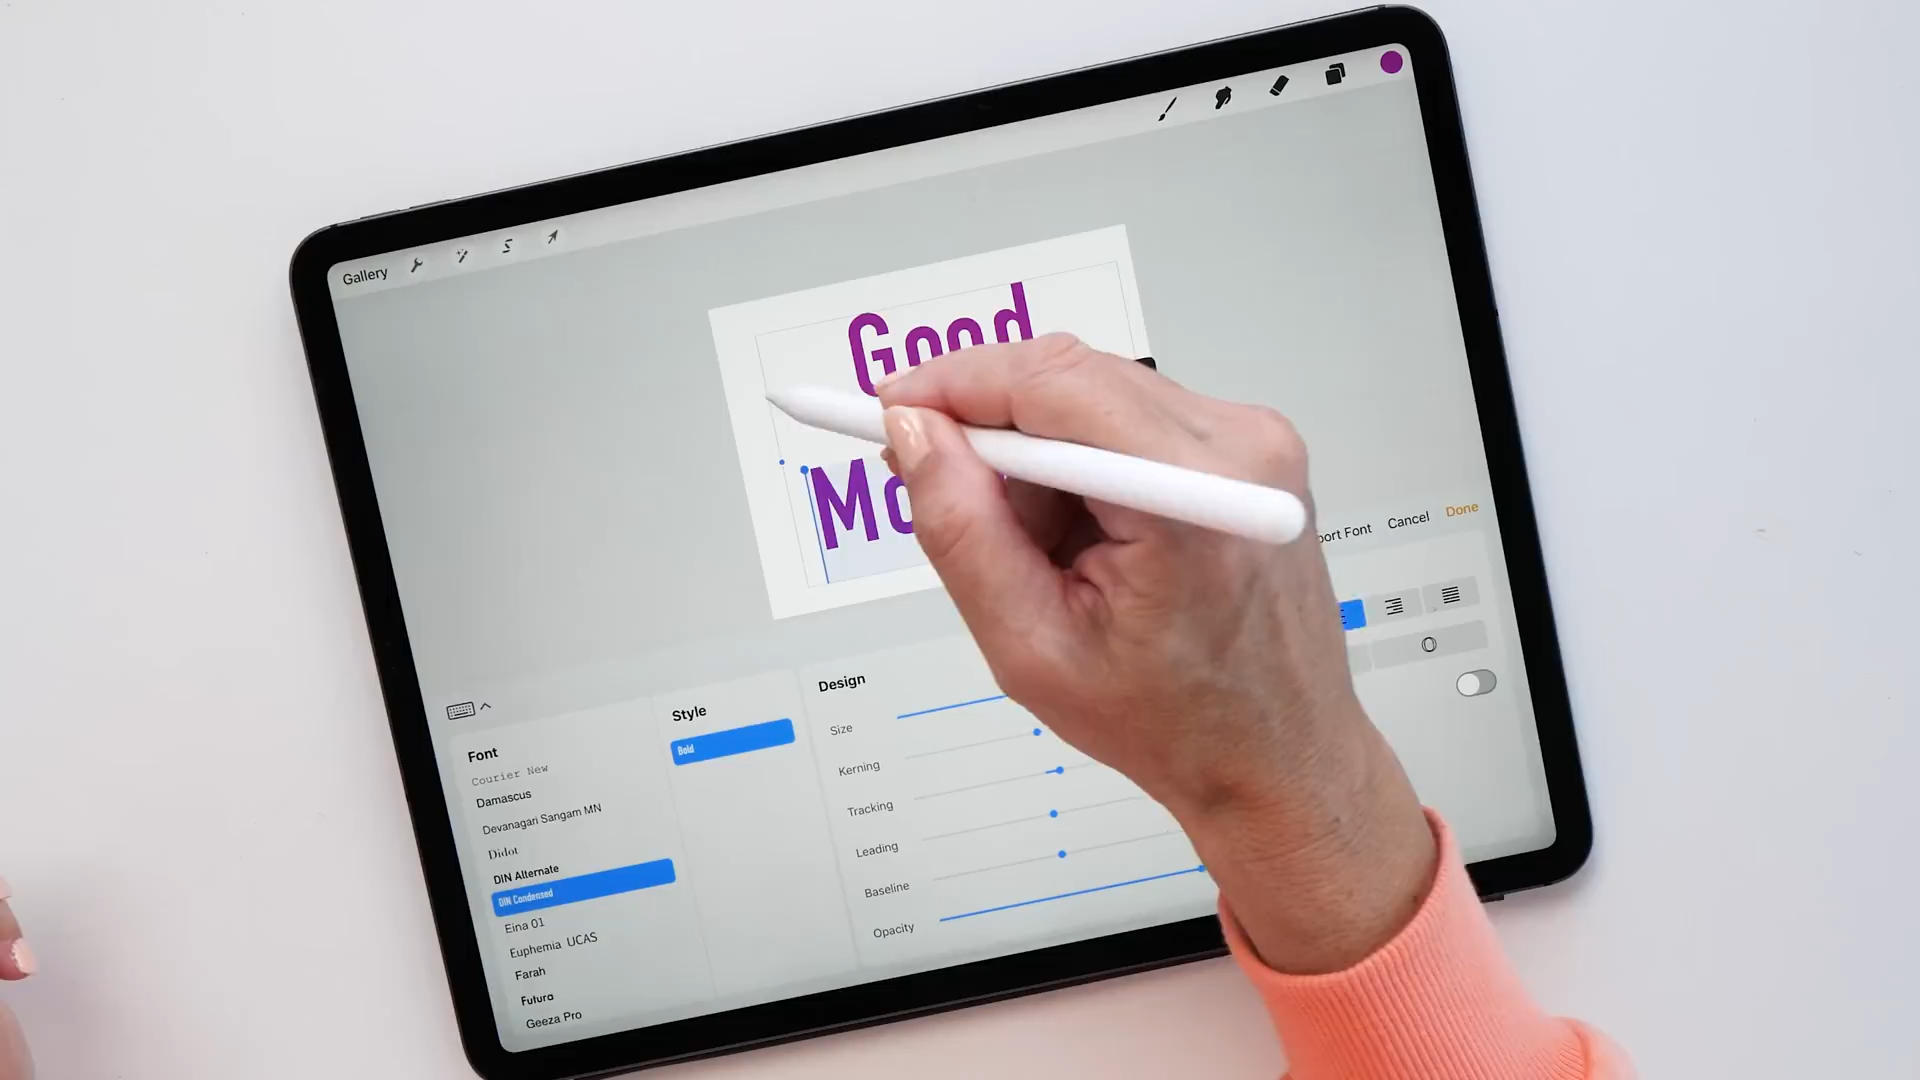 Gallery
Good
Mo
port Font Cancel Done
Font
Courier New
Damascus
Devanagari Sangam MN
Didot
DIN Alternate
DIN Condensed
Eina 01
Euphemia UCAS
Farah
Futura
Geeza Pro
Style
Bold
Design
Size
Kerning
Tracking
Leading
Baseline
Opacity